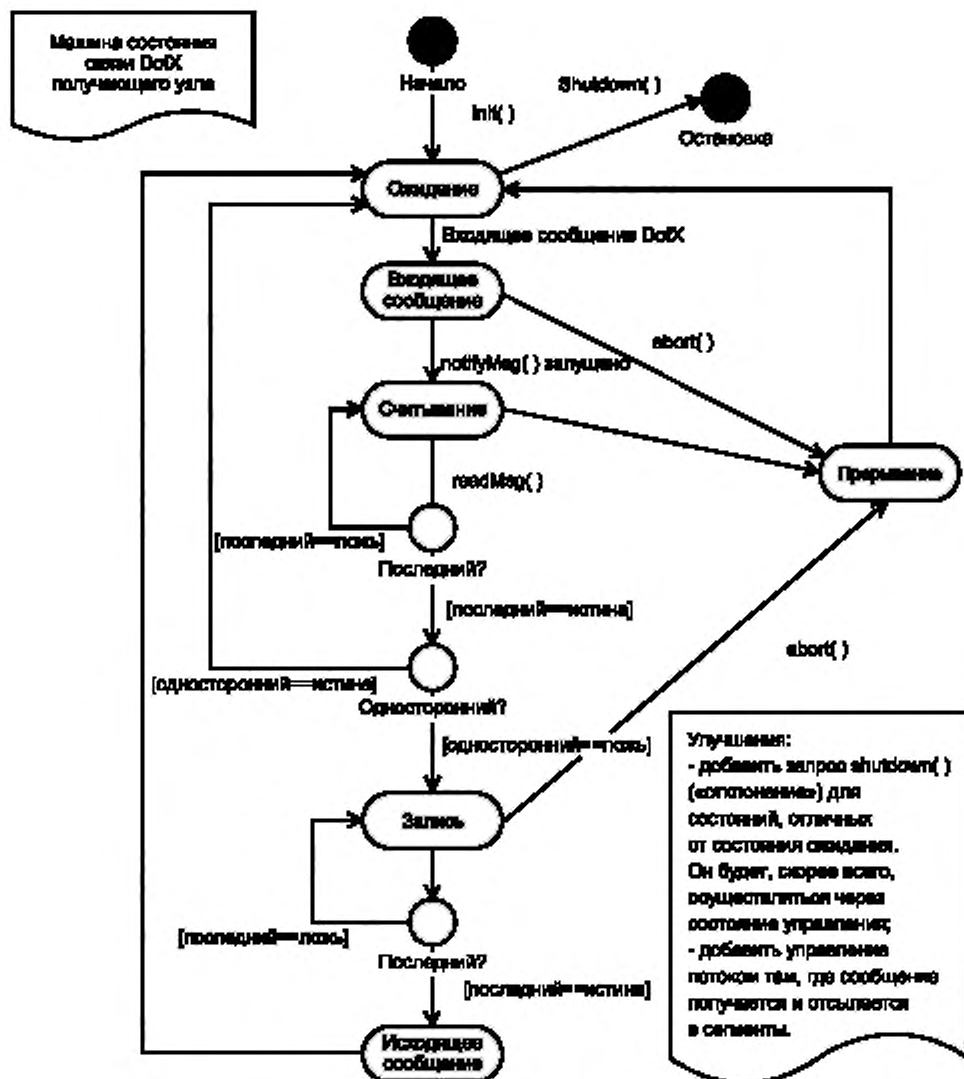 Машина состояния
связи DotX
получающего узла
Начало
Init( )
Shutdown( )
Остановка
Ожидание
Входящее сообщение DotX
Входящее
сообщение
abort( )
notifyMsg( ) запущено
Считывание
readMsg( )
Прерывание
[последний==ложь]
Последний?
[последний==истина]
[односторонний==истина]
Односторонний?
abort( )
[односторонний==ложь]
Запись
[последний==ложь]
Последний?
[последний==истина]
Исходящее
сообщение
Улучшения:
- добавить запрос shutdown( )
(«отклонение») для
состояний, отличных
от состояния ожидания.
Он будет, скорее всего,
осуществляться через
состояние управления;
- добавить управление
потоком там, где сообщение
получается и отсылается
в сегменты.